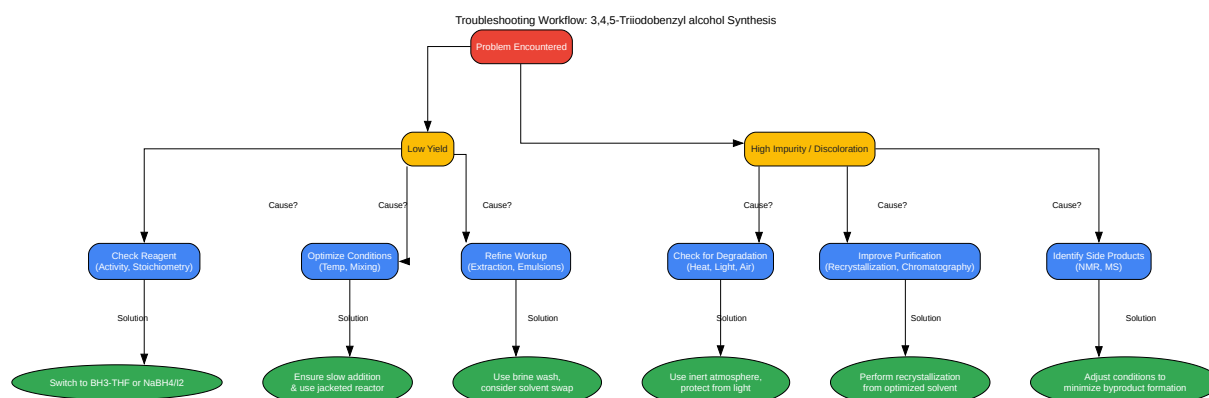 Troubleshooting Workflow: 3,4,5-Triiodobenzyl alcohol Synthesis
Problem Encountered
Low Yield
High Impurity / Discoloration
Cause?
Cause?
Cause?
Cause?
Cause?
Cause?
Check Reagent
(Activity, Stoichiometry)
Optimize Conditions
(Temp, Mixing)
Refine Workup
(Extraction, Emulsions)
Check for Degradation
(Heat, Light, Air)
Improve Purification
(Recrystallization, Chromatography)
Identify Side Products
(NMR, MS)
Solution
Solution
Solution
Solution
Solution
Solution
Switch to BH3-THF or NaBH4/I2
Ensure slow addition
& use jacketed reactor
Use brine wash,
consider solvent swap
Use inert atmosphere,
protect from light
Perform recrystallization
from optimized solvent
Adjust conditions to
minimize byproduct formation